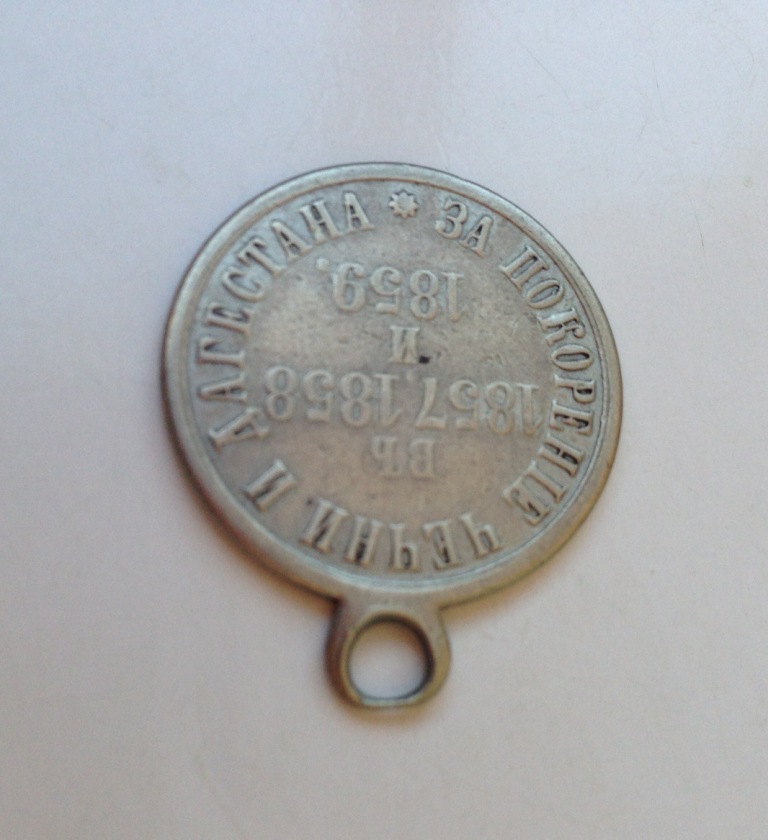 ЗА ПОКОРЕНІЕ ЧЕЧНИ И ДАГЕСТАНА
ВЪ
1857, 1858
И
1859.